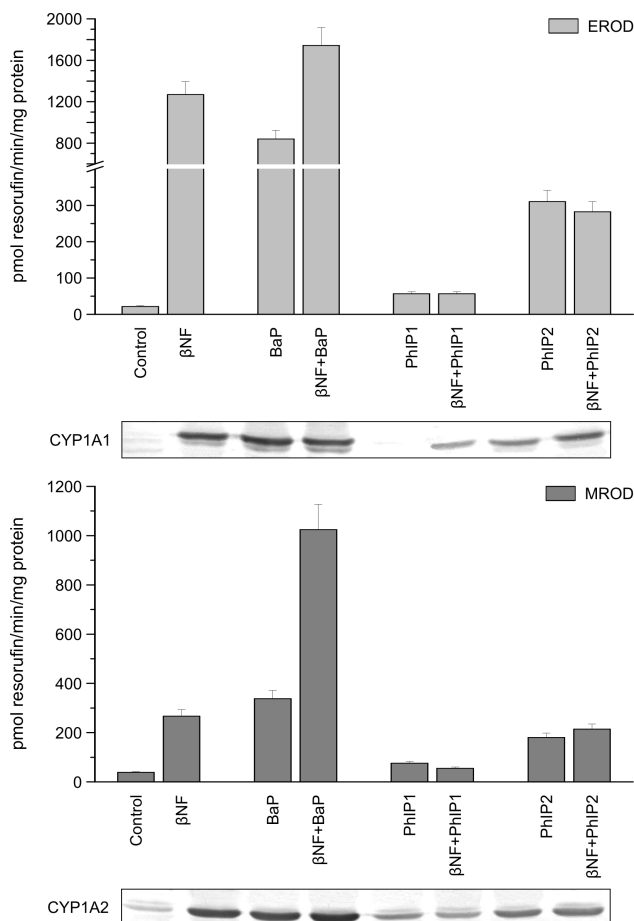 EROD
pmol resorufin/min/mg protein
2000
1600
1200
800
300
200
100
0
Control
βNF
BaP
βNF+BaP
PhIP1
βNF+PhIP1
PhIP2
βNF+PhIP2
CYP1A1
MROD
pmol resorufin/min/mg protein
1200
1000
800
600
400
200
0
Control
βNF
BaP
βNF+BaP
PhIP1
βNF+PhIP1
PhIP2
βNF+PhIP2
CYP1A2